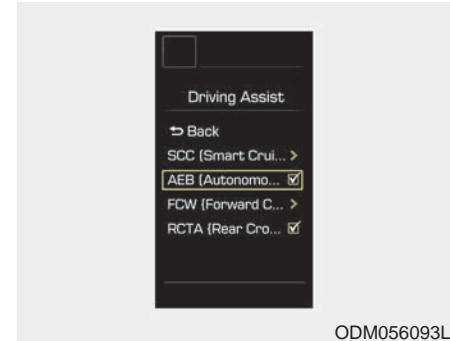 Driving Assist
Back
SCC (Smart Crui...
AEB (Autonomo...
FCW (Forward C...
RCTA (Rear Cro...
ODM056093L